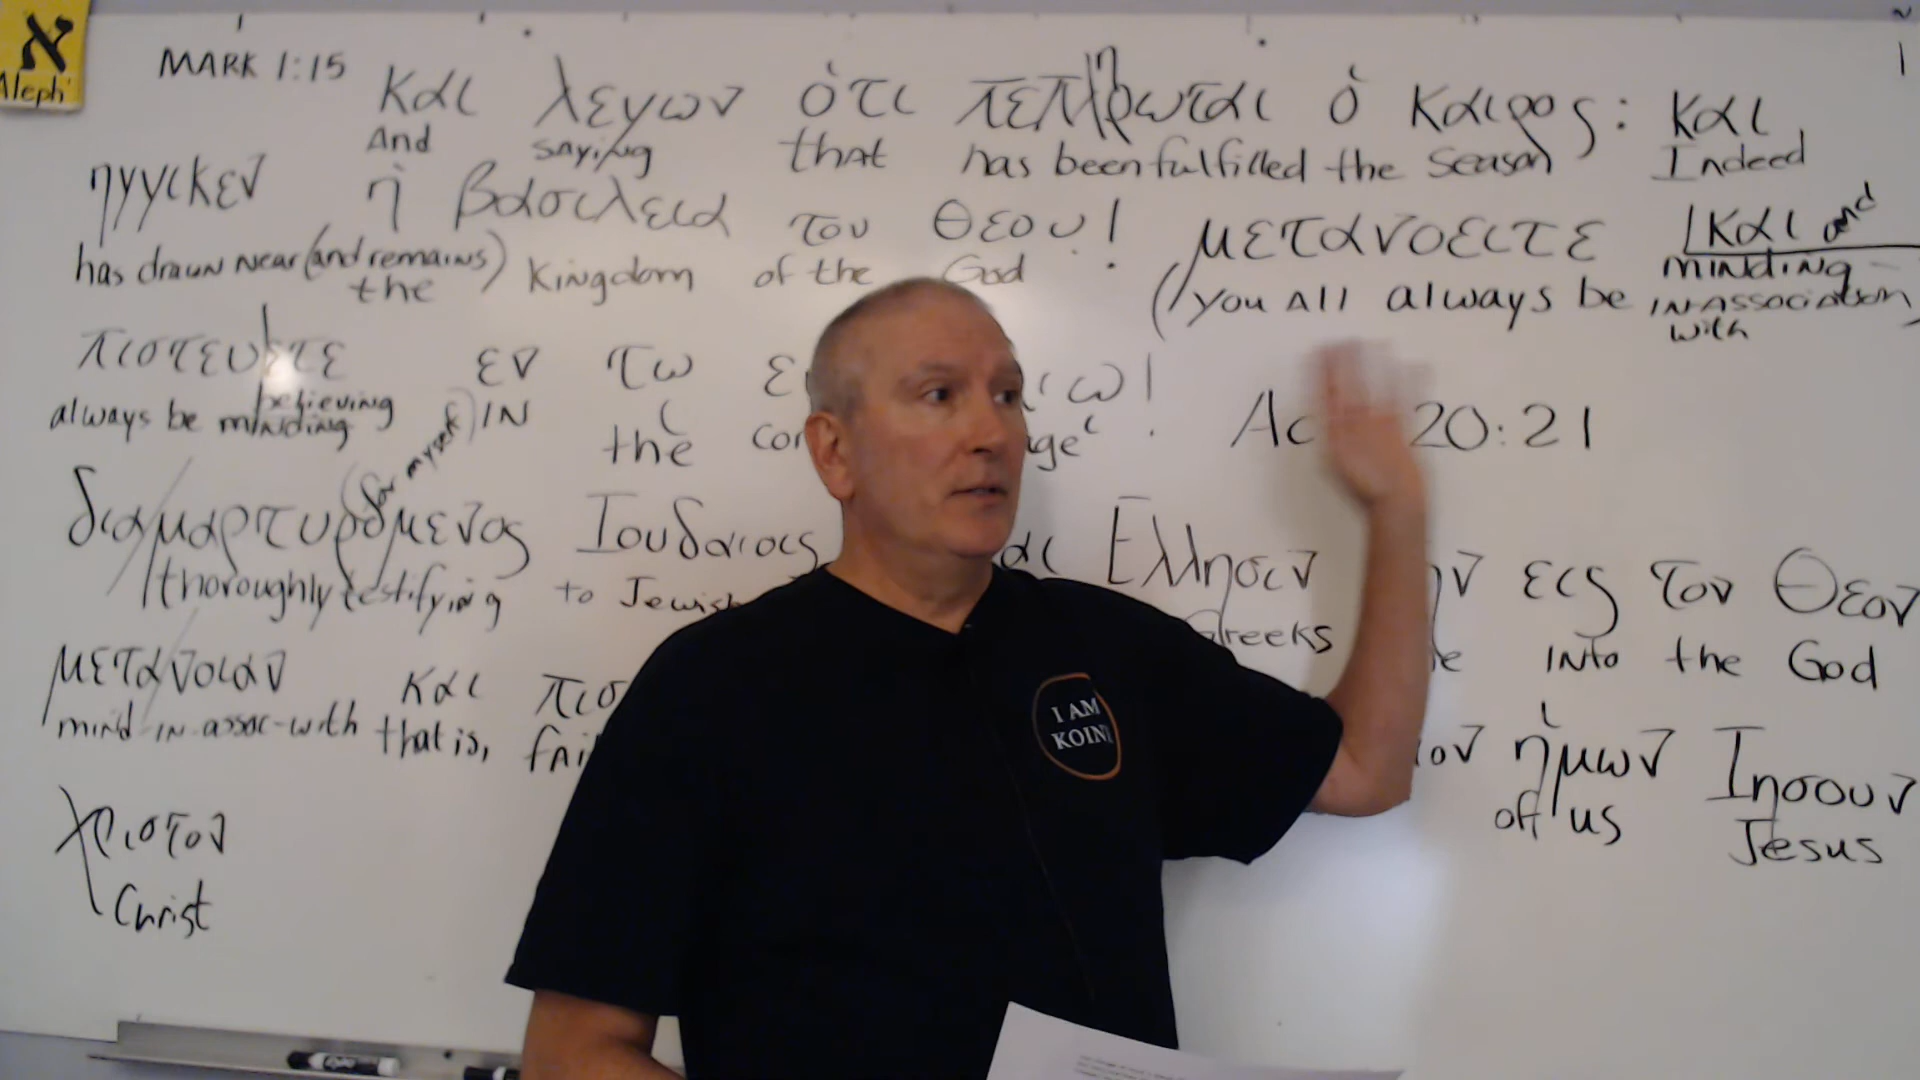 א
Aleph
MARK 1:15
και λεγων ὁτι πεπληρωται ὁ καιρος: και
And saying that has been fulfilled the Season Indeed
ηγγικεν ἡ βασιλεια του Θεου! μετανοειτε και and
has drawn near (and remains) the Kingdom of the God (you all always be minding in-association with
πιστευετε εν τω
always be minding believing IN the
20:21
διαμαρτυρομενος Ιουδαιοις Ελλησιν εις τον Θεον
thoroughly testifying (for myself) to Greeks into the God
μετανοιαν και ἡμων Ιησουν
mind-in-assoc-with that is, of us Jesus
χριστον
Christ
I AM
KOINE
EXPO